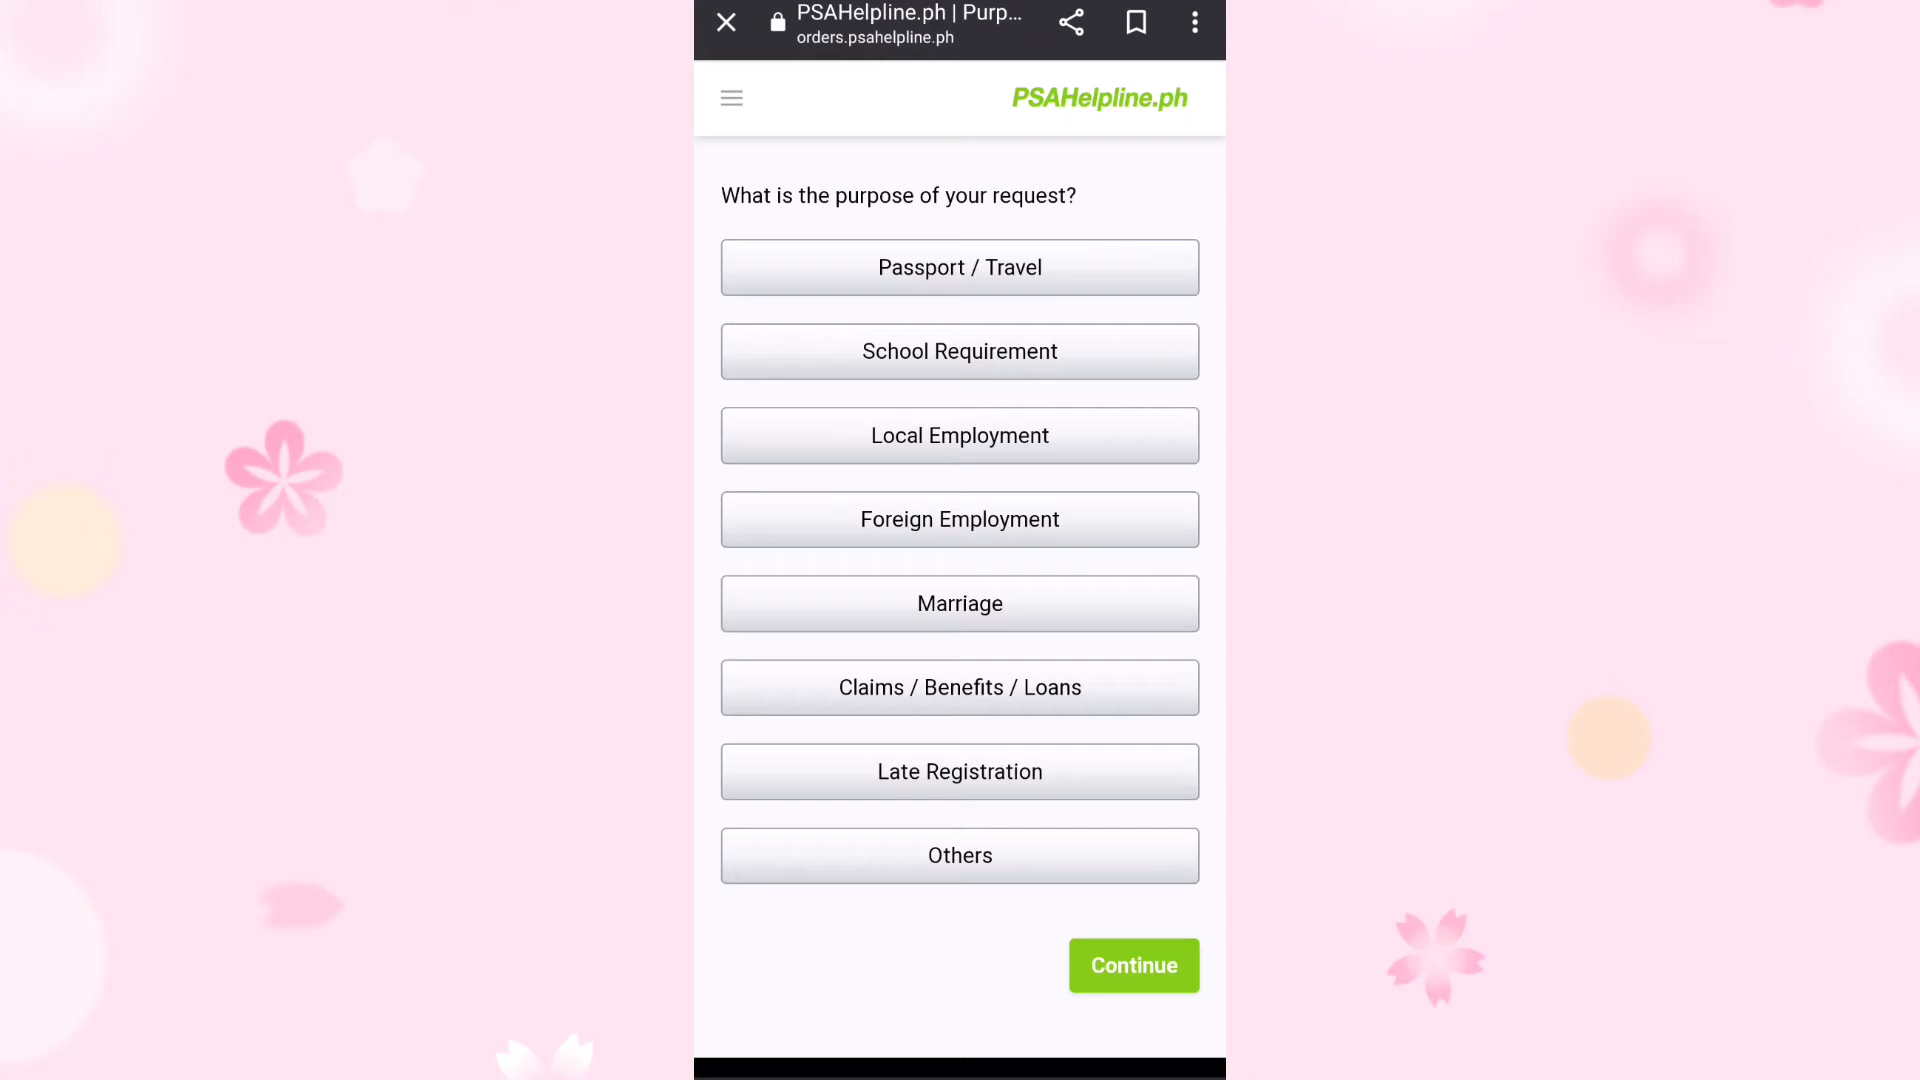 PSAHelpline.ph | Purp...
orders.psahelpline.ph
PSAHelpline.ph
What is the purpose of your request?
Passport / Travel
School Requirement
Local Employment
Foreign Employment
Marriage
Claims / Benefits / Loans
Late Registration
Others
Continue